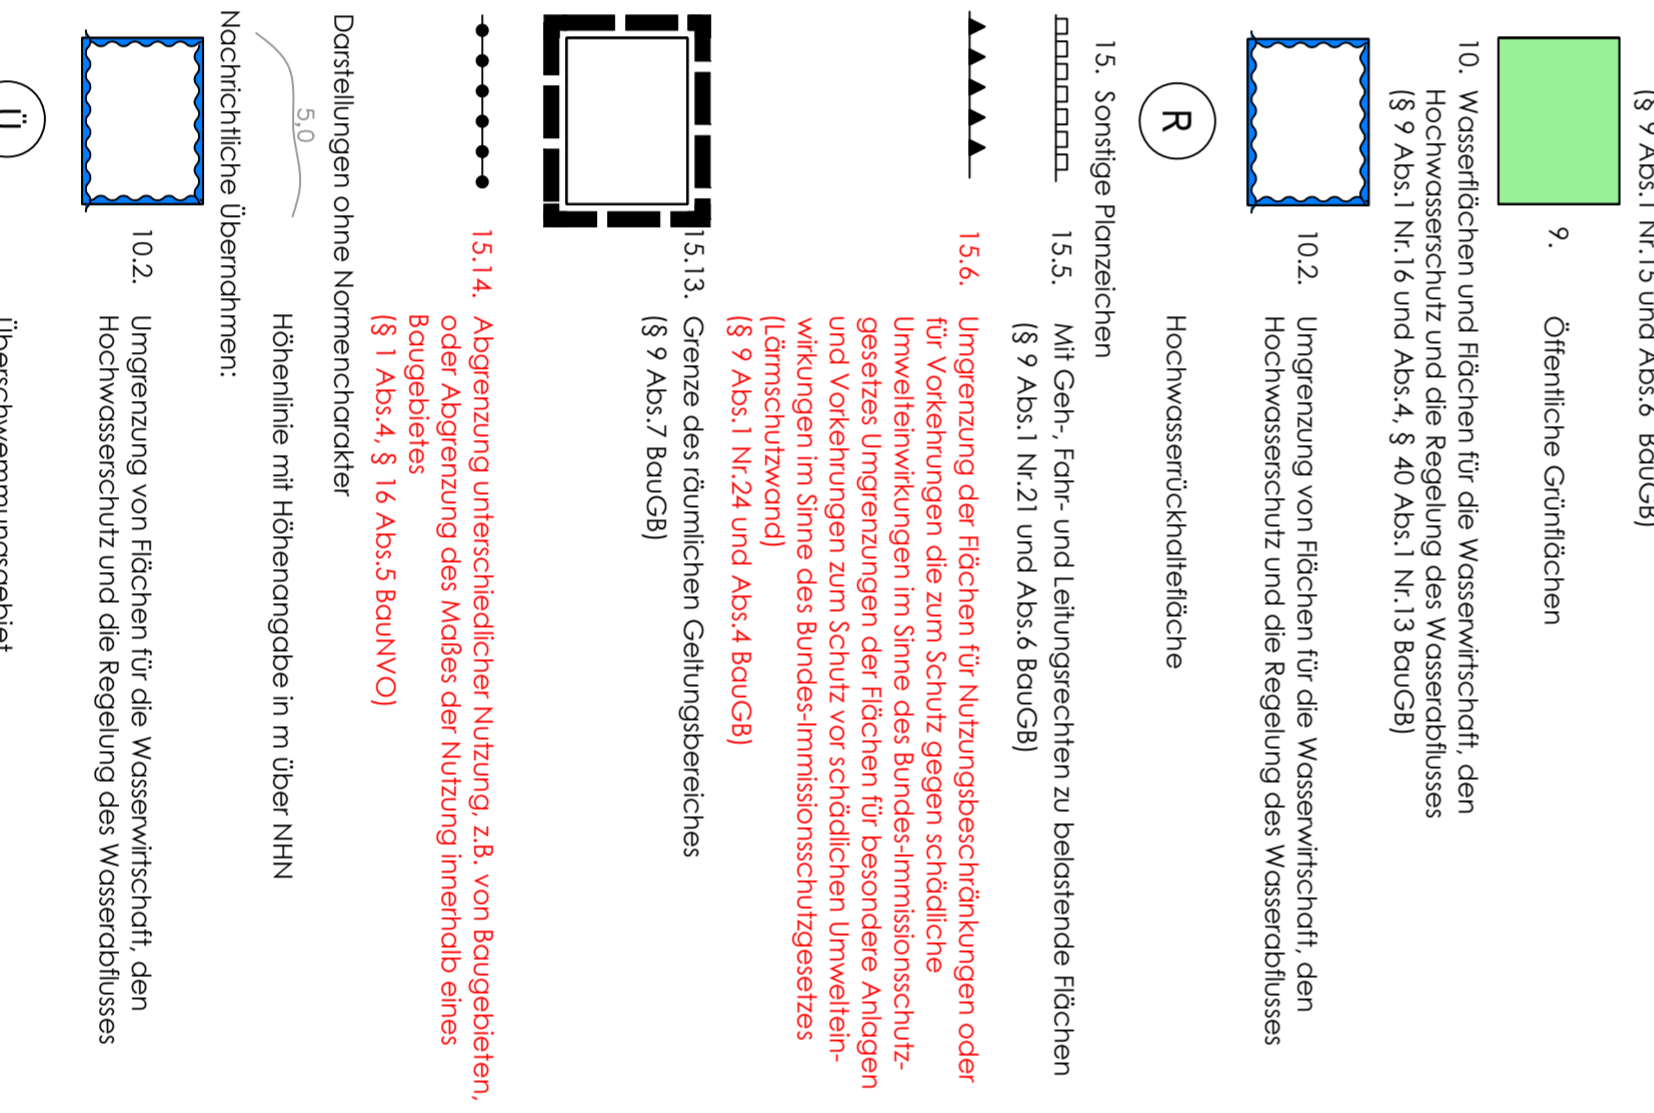 (§ 9 Abs.1 Nr.15 und Abs.6 BauGB)
9. Öffentliche Grünflächen
10. Wasserflächen und Flächen für die Wasserwirtschaft, den
Hochwasserschutz und die Regelung des Wasserabflusses
(§ 9 Abs.1 Nr.16 und Abs.4, § 40 Abs.1 Nr.13 BauGB)
10.2. Umgrenzung von Flächen für die Wasserwirtschaft, den
Hochwasserschutz und die Regelung des Wasserabflusses
R Hochwasserrückhaltefläche
15. Sonstige Planzeichen
15.5. Mit Geh-, Fahr- und Leitungsrechten zu belastende Flächen
(§ 9 Abs.1 Nr.21 und Abs.6 BauGB)
15.6. Umgrenzung der Flächen für Nutzungsbeschränkungen oder
für Vorkehrungen die zum Schutz gegen schädliche
Umwelteinwirkungen im Sinne des Bundes-Immissionsschutz-
gesetzes Umgrenzungen der Flächen für besondere Anlagen
und Vorkehrungen zum Schutz vor schädlichen Umweltein-
wirkungen im Sinne des Bundes-Immissionsschutzgesetzes
(Lärmschutzwand)
(§ 9 Abs.1 Nr.24 und Abs.4 BauGB)
15.13. Grenze des räumlichen Geltungsbereiches
(§ 9 Abs.7 BauGB)
15.14. Abgrenzung unterschiedlicher Nutzung, z.B. von Baugebieten,
oder Abgrenzung des Maßes der Nutzung innerhalb eines
Baugebietes
(§ 1 Abs.4, § 16 Abs.5 BauNVO)
Darstellungen ohne Normencharakter
5,0 Höhenlinie mit Höhenangabe in m über NHN
Nachrichtliche Übernahmen:
10.2. Umgrenzung von Flächen für die Wasserwirtschaft, den
Hochwasserschutz und die Regelung des Wasserabflusses
Ü Überschwemmungsgebiet